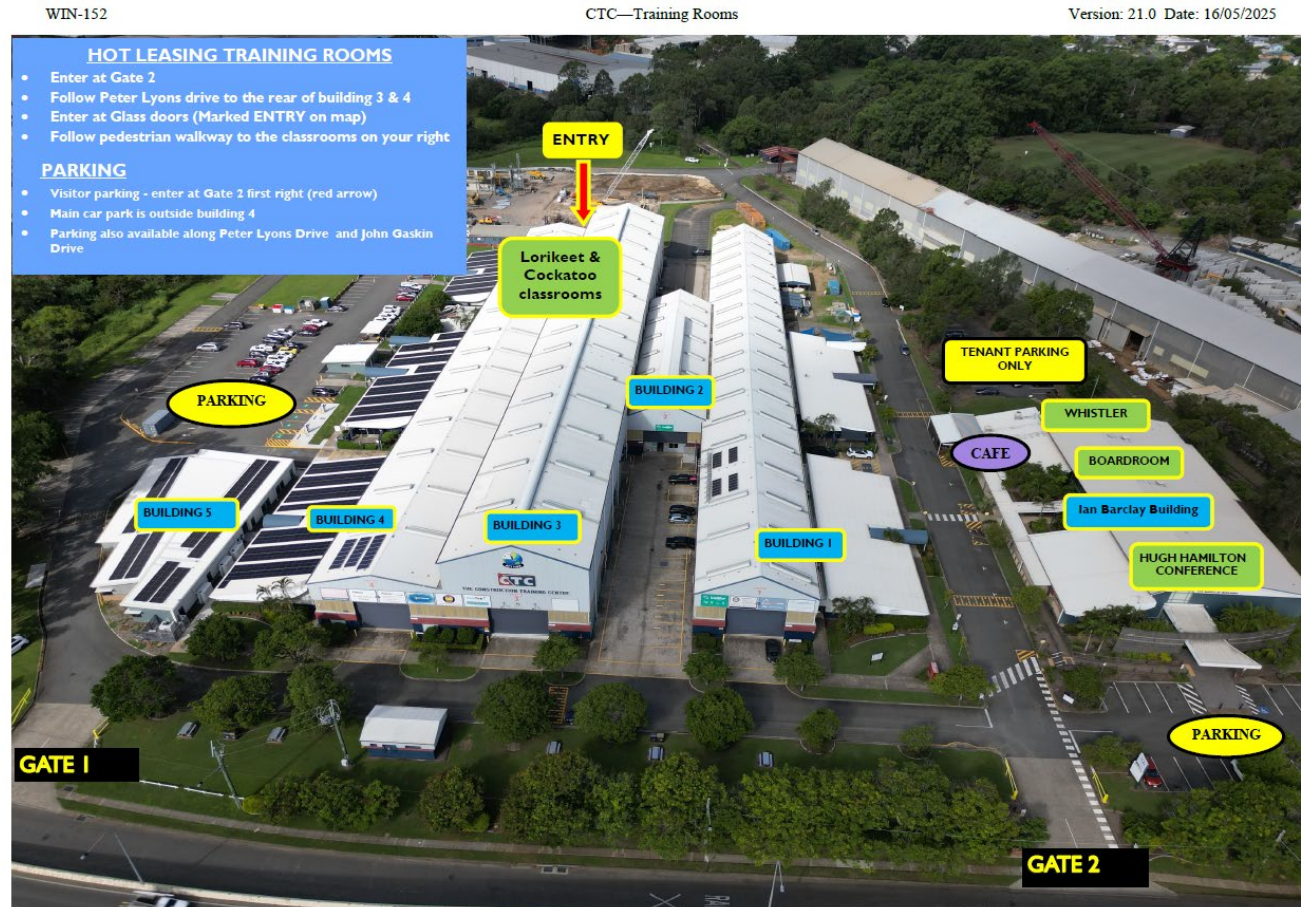 WIN-152
CTC—Training Rooms
Version: 21.0 Date: 16/05/2025
HOT LEASING TRAINING ROOMS
• Enter at Gate 2
• Follow Peter Lyons drive to the rear of building 3 & 4
• Enter at Glass doors (Marked ENTRY on map)
• Follow pedestrian walkway to the classrooms on your right
PARKING
• Visitor parking - enter at Gate 2 first right (red arrow)
• Main car park is outside building 4
• Parking also available along Peter Lyons Drive and John Gaskin
Drive
ENTRY
Lorikeet &
Cockatoo
classrooms
TENANT PARKING
ONLY
BUILDING 2
PARKING
WHISTLER
CAFE
BOARDROOM
BUILDING 5
BUILDING 4
BUILDING 3
BUILDING 1
Ian Barclay Building
HUGH HAMILTON
CONFERENCE
CTC
THE CONSTRUCTION TRAINING CENTRE
PARKING
GATE 1
GATE 2